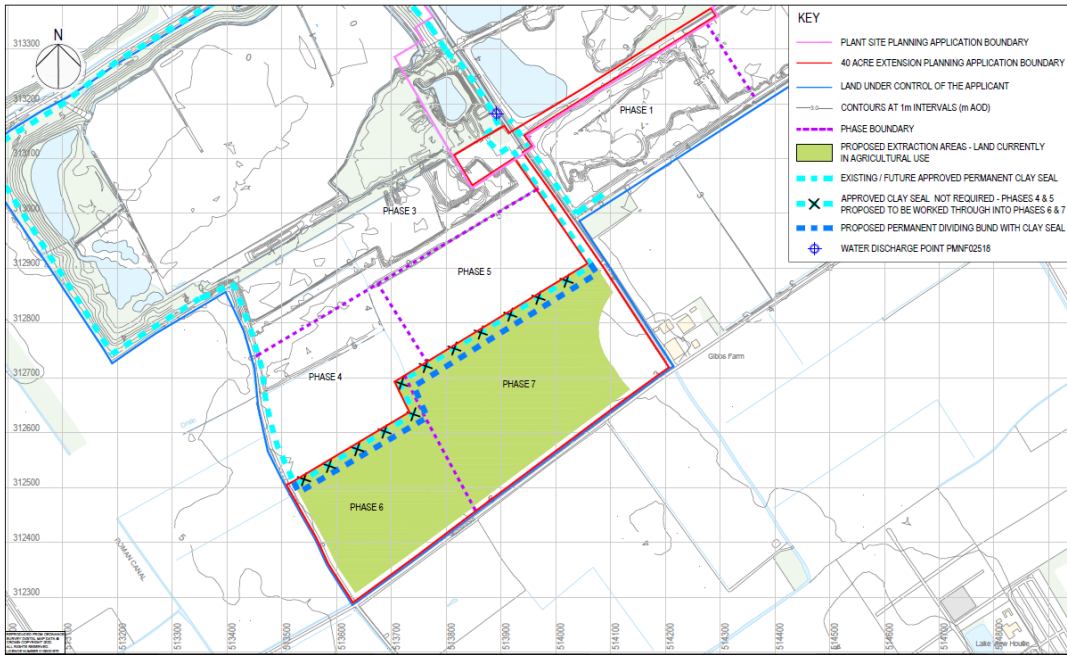 KEY
PLANT SITE PLANNING APPLICATION BOUNDARY
40 ACRE EXTENSION PLANNING APPLICATION BOUNDARY
LAND UNDER CONTROL OF THE APPLICANT
CONTOURS AT 1m INTERVALS (m AOD)
PHASE BOUNDARY
PROPOSED EXTRACTION AREAS - LAND CURRENTLY
IN AGRICULTURAL USE
EXISTING / FUTURE APPROVED PERMANENT CLAY SEAL
APPROVED CLAY SEAL NOT REQUIRED - PHASES 4 & 5
PROPOSED TO BE WORKED THROUGH INTO PHASES 6 & 7
PROPOSED PERMANENT DIVIDING BUND WITH CLAY SEAL
WATER DISCHARGE POINT PMNF02518
N
313300
313200
313100
313000
312900
312800
312700
312600
312500
312400
312300
PHASE 1
PHASE 3
PHASE 5
PHASE 4
PHASE 7
PHASE 6
Gibbs Farm
Drain
ROMAN CANAL
Lake View House
513200
513300
513400
513500
513600
513700
513800
513900
514000
514100
514200
514300
514400